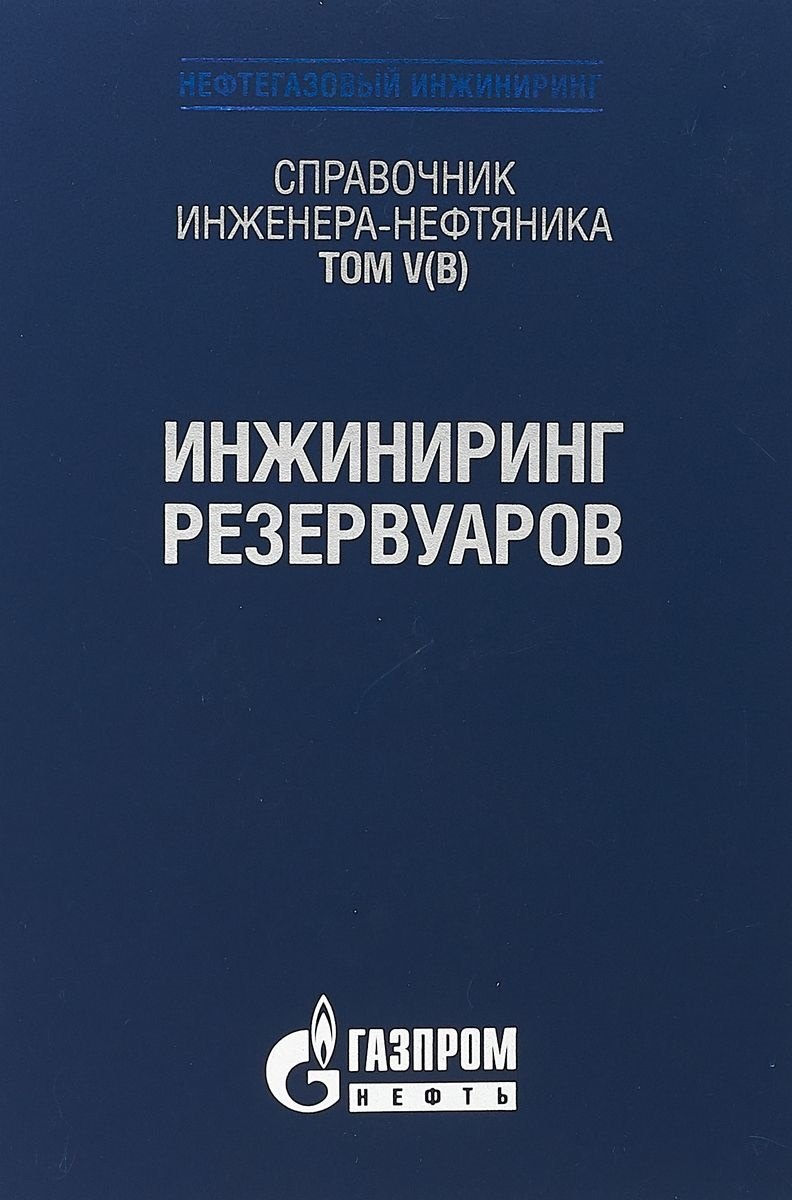 НЕФТЕГАЗОВЫЙ ИНЖИНИРИНГ
СПРАВОЧНИК
ИНЖЕНЕРА-НЕФТЯНИКА
ТОМ V(B)
ИНЖИНИРИНГ
РЕЗЕРВУАРОВ
ГАЗПРОМ
НЕФТЬ